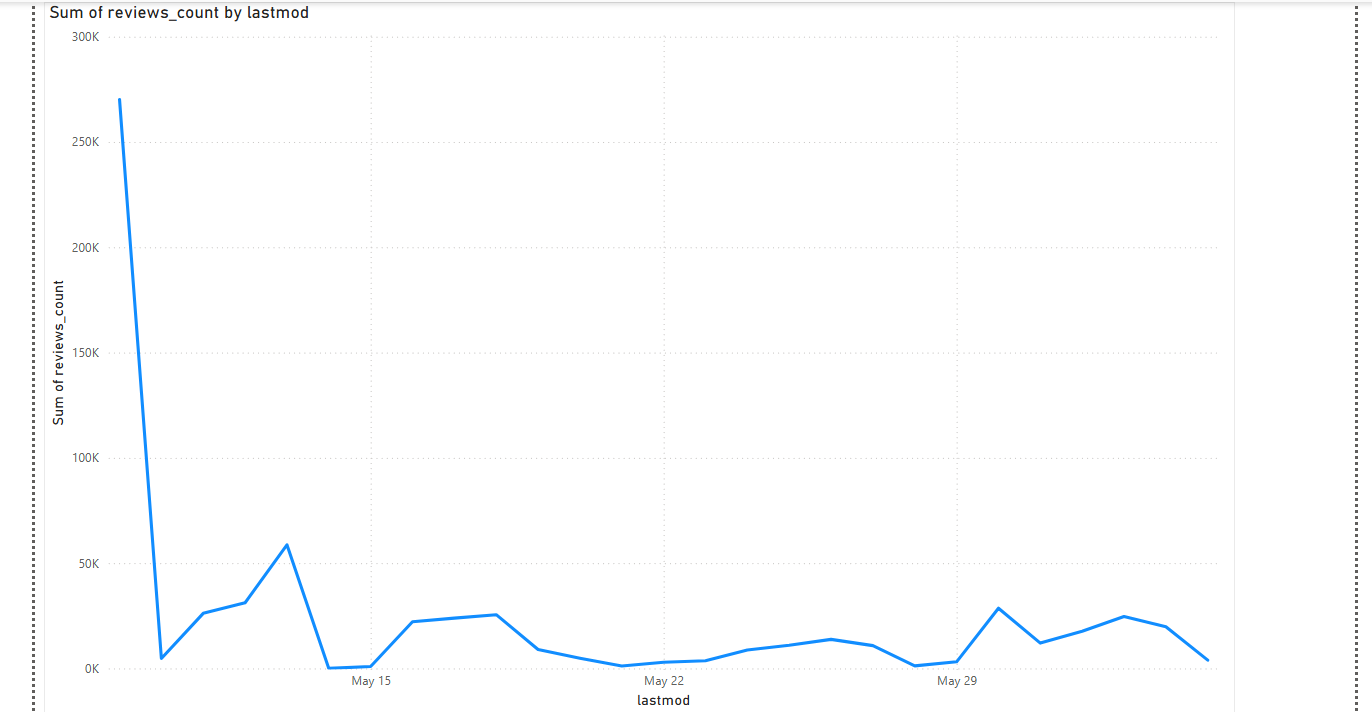 Sum of reviews_count by lastmod
300K
250K
200K
150K
100K
50K
0K
Sum of reviews_count
May 15
May 22
May 29
lastmod